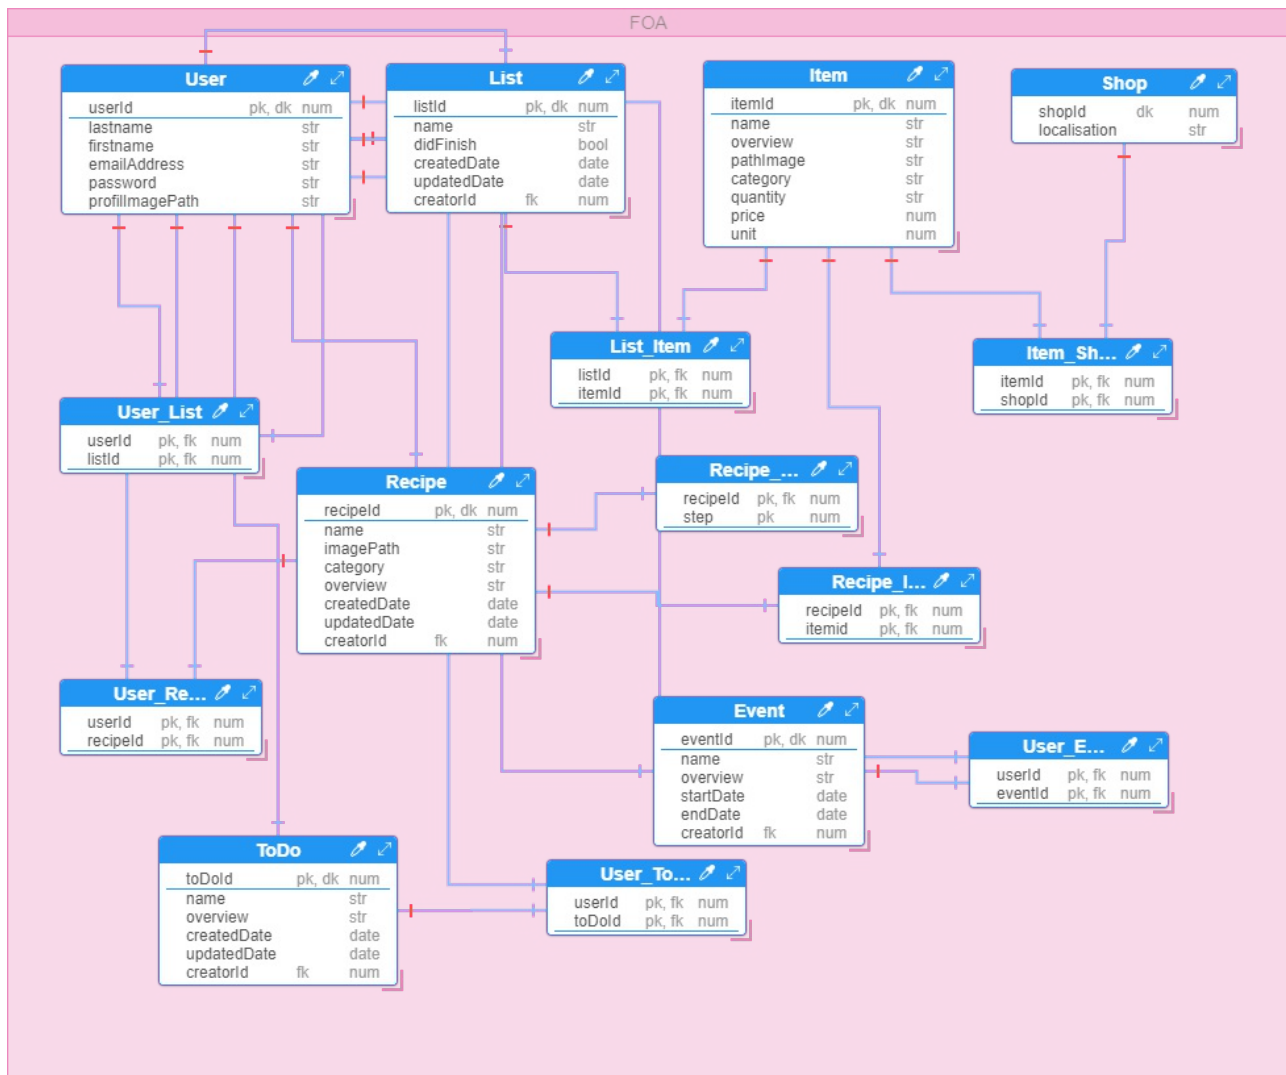 FOA
User
userId pk, dk num
lastname str
firstname str
emailAddress str
password str
profilImagePath str
List
listId pk, dk num
name str
didFinish bool
createdDate date
updatedDate date
creatorId fk num
Item
itemId pk, dk num
name str
overview str
pathImage str
category str
quantity str
price num
unit num
Shop
shopId dk num
localisation str
List_Item
listId pk, fk num
itemId pk, fk num
Item_Sh...
itemId pk, fk num
shopId pk, fk num
User_List
userId pk, fk num
listId pk, fk num
Recipe
recipeId pk, dk num
name str
imagePath str
category str
overview str
createdDate date
updatedDate date
creatorId fk num
Recipe_...
recipeId pk, fk num
step pk num
Recipe_I...
recipeId pk, fk num
itemid pk, fk num
User_Re...
userId pk, fk num
recipeId pk, fk num
Event
eventId pk, dk num
name str
overview str
startDate date
endDate date
creatorId fk num
User_E...
userId pk, fk num
eventId pk, fk num
ToDo
toDoId pk, dk num
name str
overview str
createdDate date
updatedDate date
creatorId fk num
User_To...
userId pk, fk num
toDoId pk, fk num